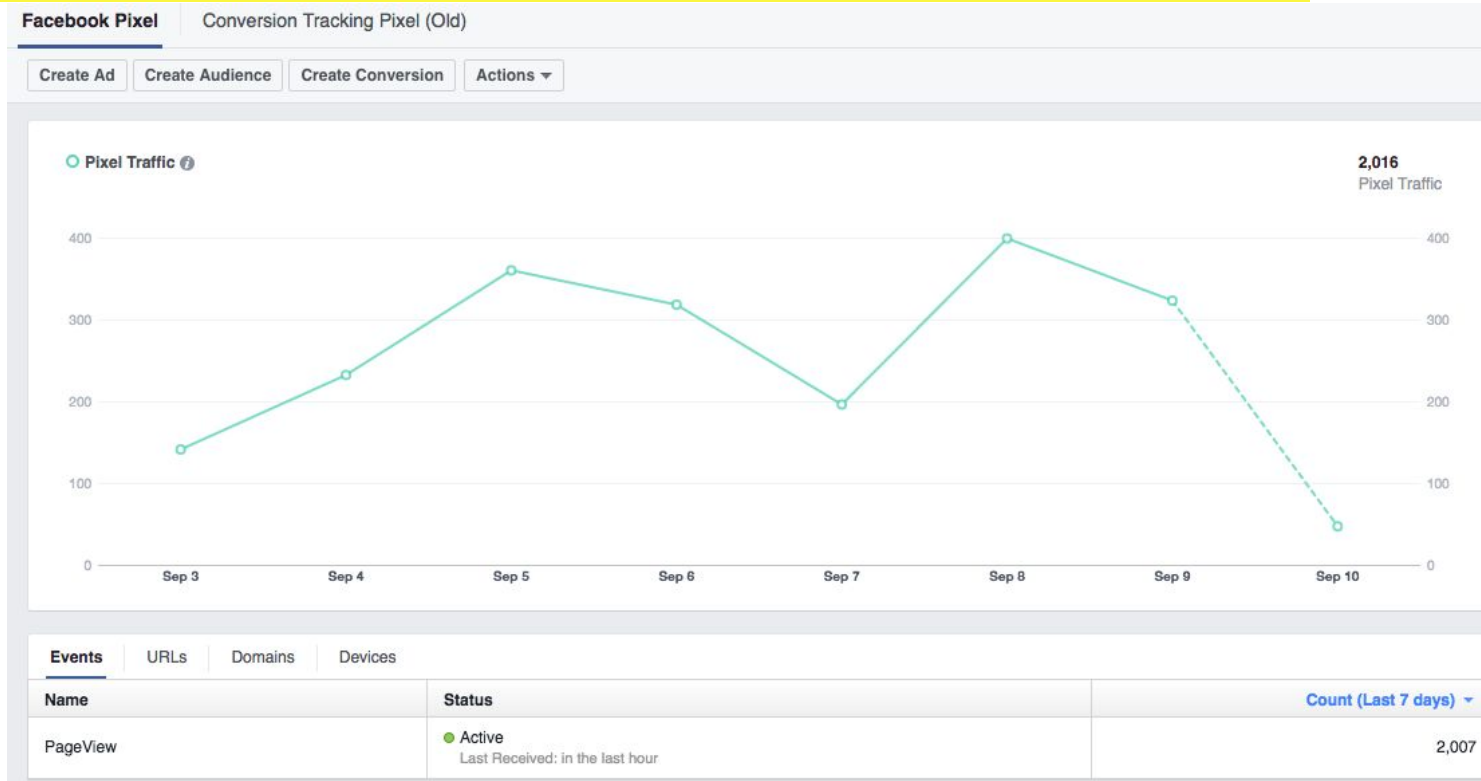 Facebook Pixel Conversion Tracking Pixel (Old)
Create Ad Create Audience Create Conversion Actions
Pixel Traffic
2,016
Pixel Traffic
400 400
300 300
200 200
100 100
0 0
Sep 3 Sep 4 Sep 5 Sep 6 Sep 7 Sep 8 Sep 9 Sep 10
Events URLs Domains Devices
Name Status Count (Last 7 days)
PageView Active 2,007
Last Received: in the last hour